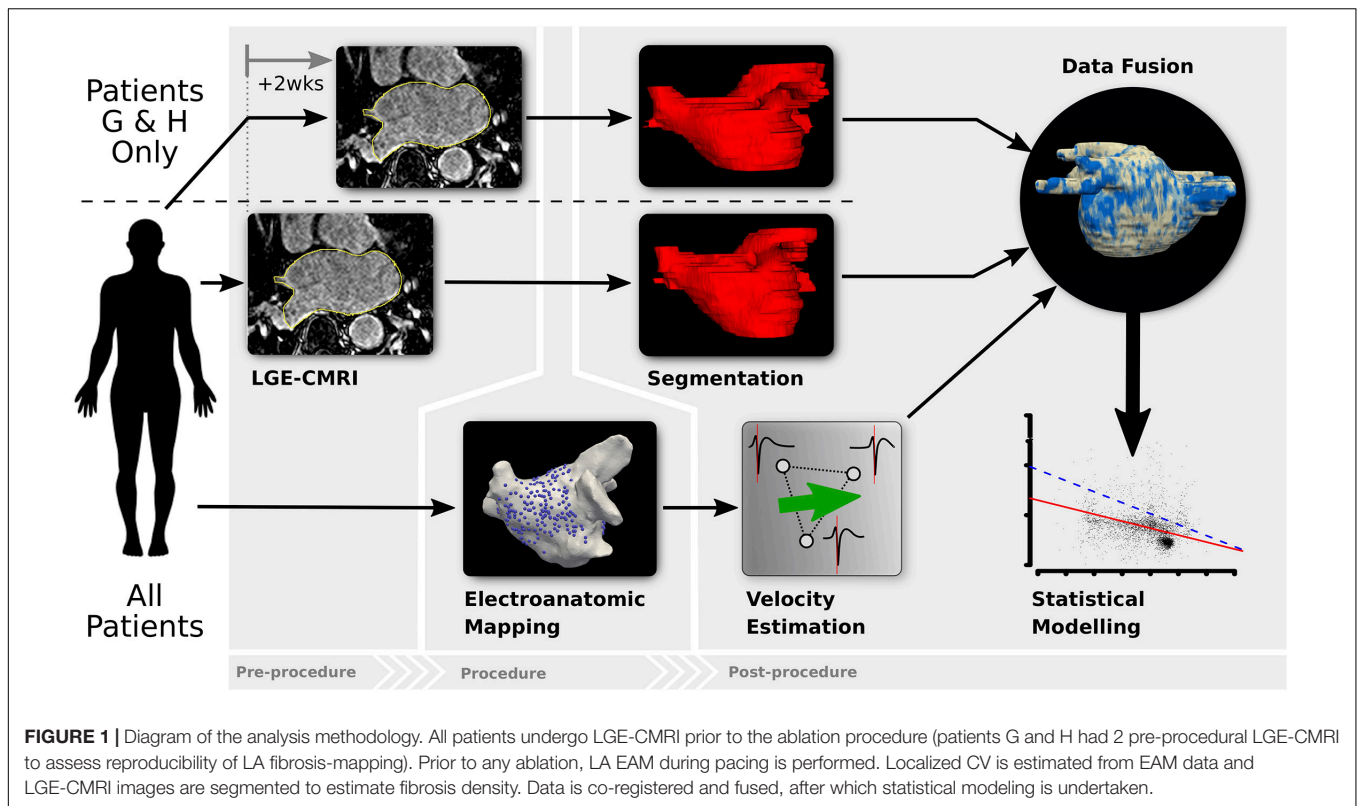 +2wks
Patients
G & H
Only
Data Fusion
LGE-CMRI
Segmentation
All
Patients
Electroanatomic
Mapping
Velocity
Estimation
Statistical
Modelling
Pre-procedure
Procedure
Post-procedure
FIGURE 1 | Diagram of the analysis methodology. All patients undergo LGE-CMRI prior to the ablation procedure (patients G and H had 2 pre-procedural LGE-CMRI
to assess reproducibility of LA fibrosis-mapping). Prior to any ablation, LA EAM during pacing is performed. Localized CV is estimated from EAM data and
LGE-CMRI images are segmented to estimate fibrosis density. Data is co-registered and fused, after which statistical modeling is undertaken.